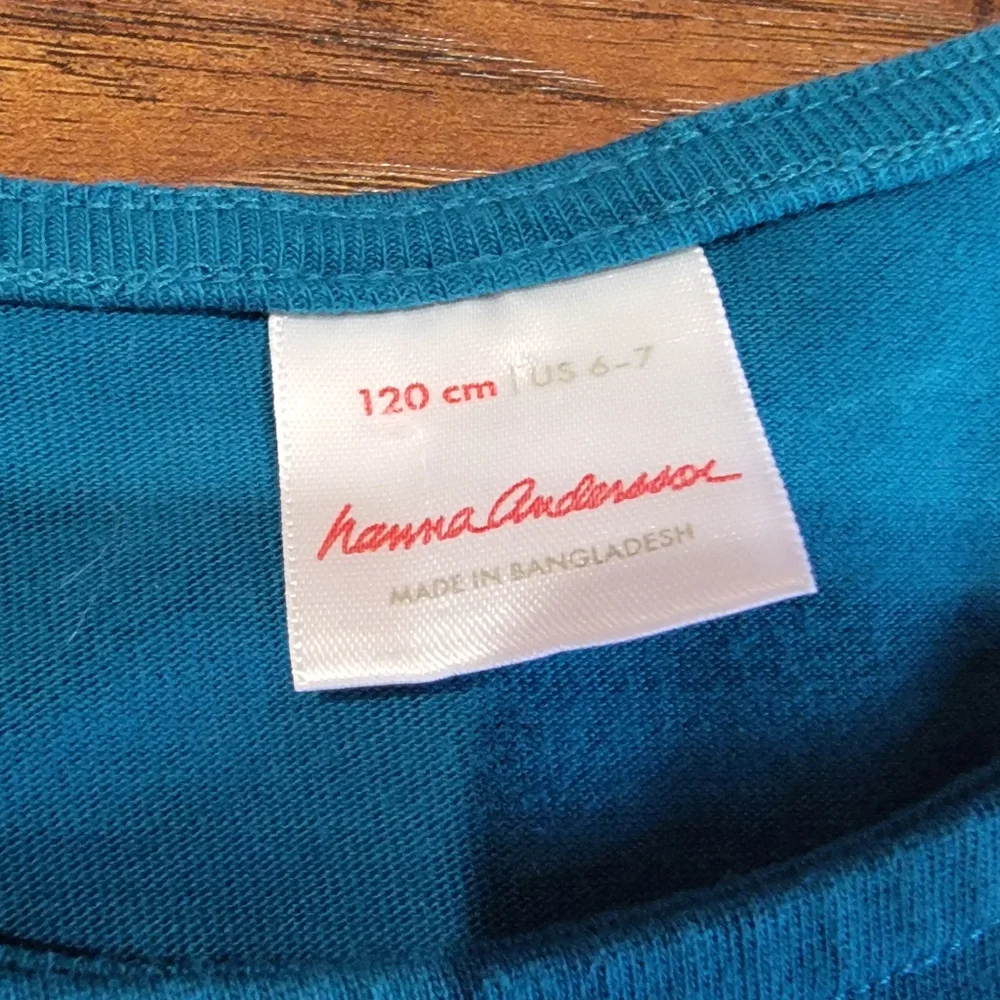 120 cm | US 6-7
hanna Andersson
MADE IN BANGLADESH